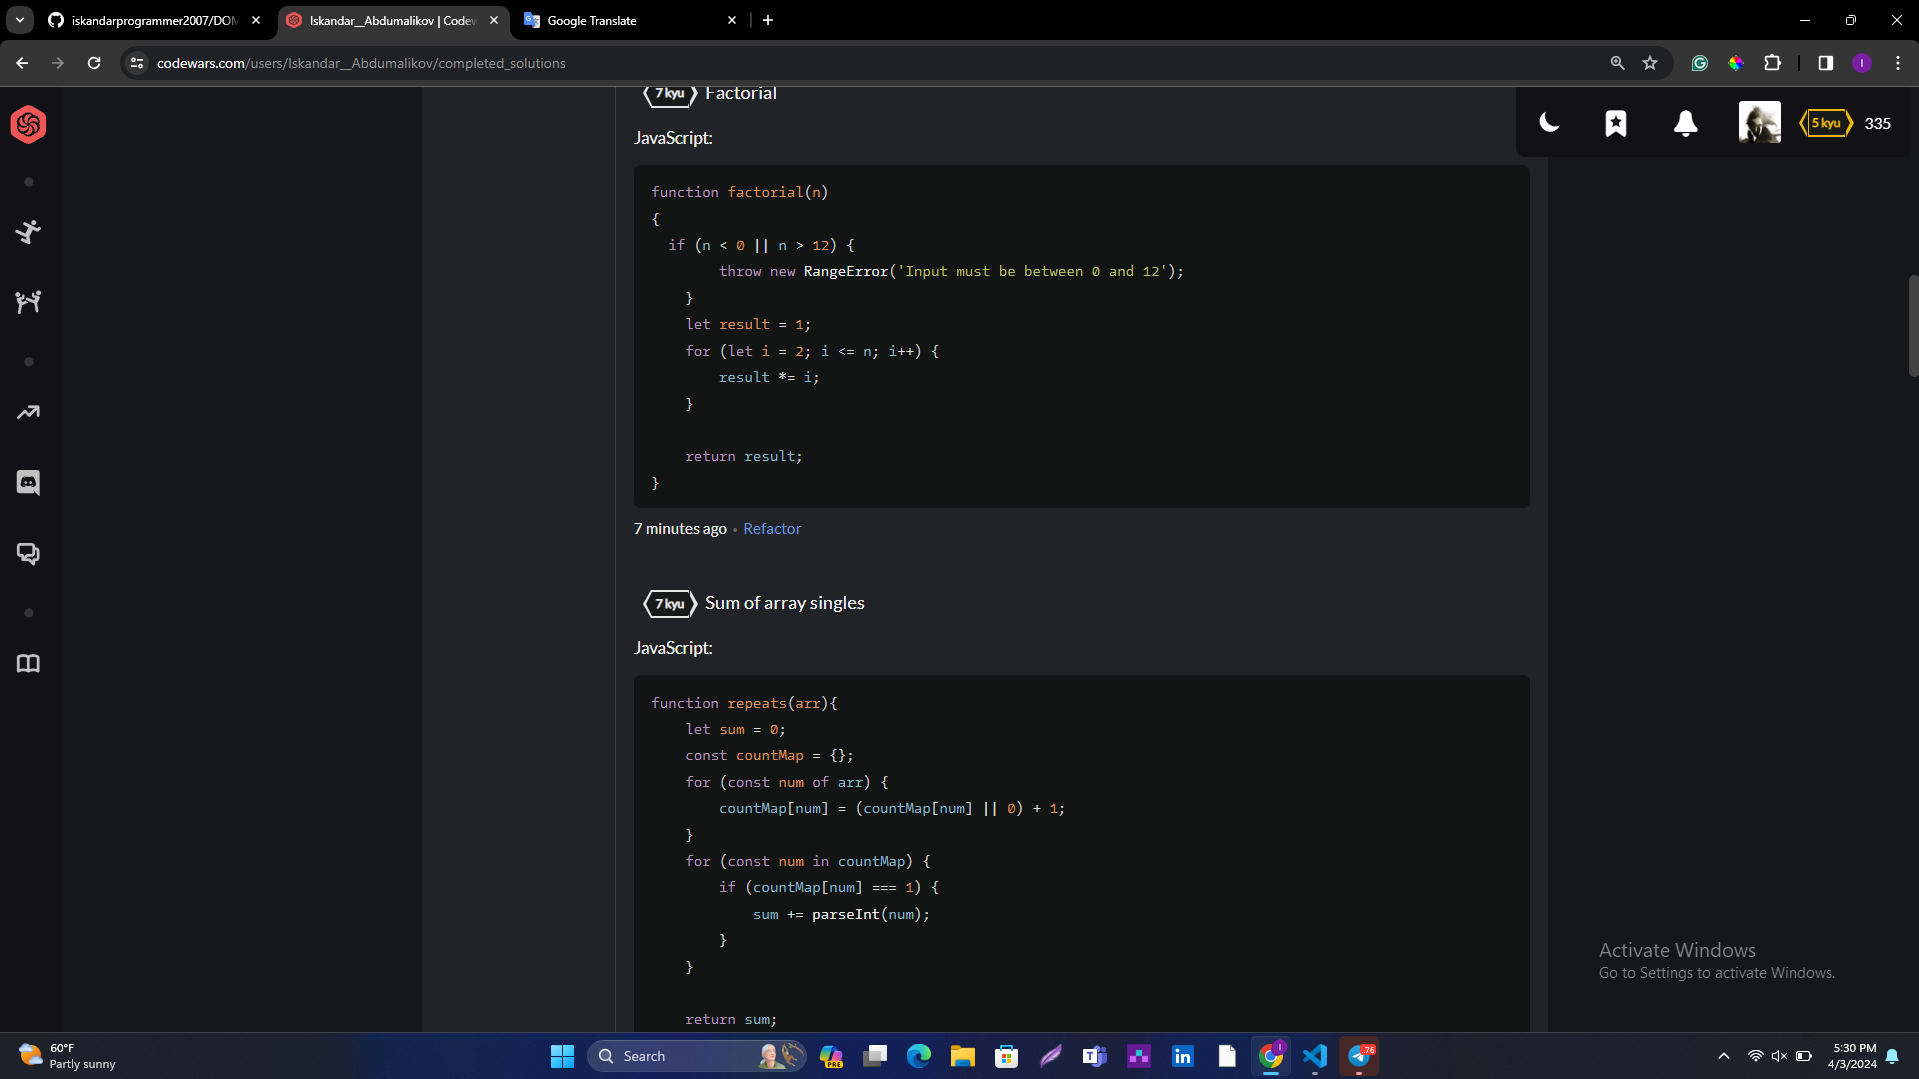 iskandarprogrammer2007/DOM
Iskandar__Abdumalikov | Codew
Google Translate
codewars.com/users/Iskandar__Abdumalikov/completed_solutions
7 kyu Factorial
5 kyu 335
JavaScript:
function factorial(n)
{
  if (n < 0 || n > 12) {
        throw new RangeError('Input must be between 0 and 12');
    }
    let result = 1;
    for (let i = 2; i <= n; i++) {
        result *= i;
    }
    return result;
}
7 minutes ago • Refactor
7 kyu Sum of array singles
JavaScript:
function repeats(arr){
    let sum = 0;
    const countMap = {};
    for (const num of arr) {
        countMap[num] = (countMap[num] || 0) + 1;
    }
    for (const num in countMap) {
        if (countMap[num] === 1) {
            sum += parseInt(num);
        }
    }
    return sum;
Activate Windows
Go to Settings to activate Windows.
60°F
Partly sunny
Search
PRE
76
5:30 PM
4/3/2024